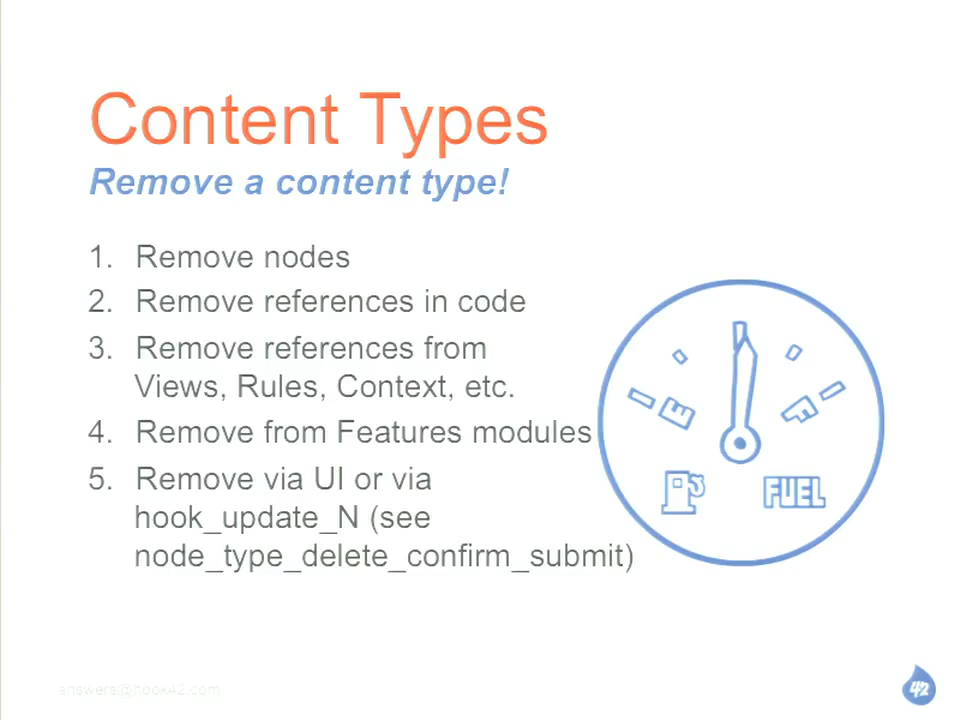 Content Types
Remove a content type!
1. Remove nodes
2. Remove references in code
3. Remove references from
Views, Rules, Context, etc.
4. Remove from Features modules
5. Remove via UI or via
hook_update_N (see
node_type_delete_confirm_submit)
E F
FUEL
answers@hook42.com
42